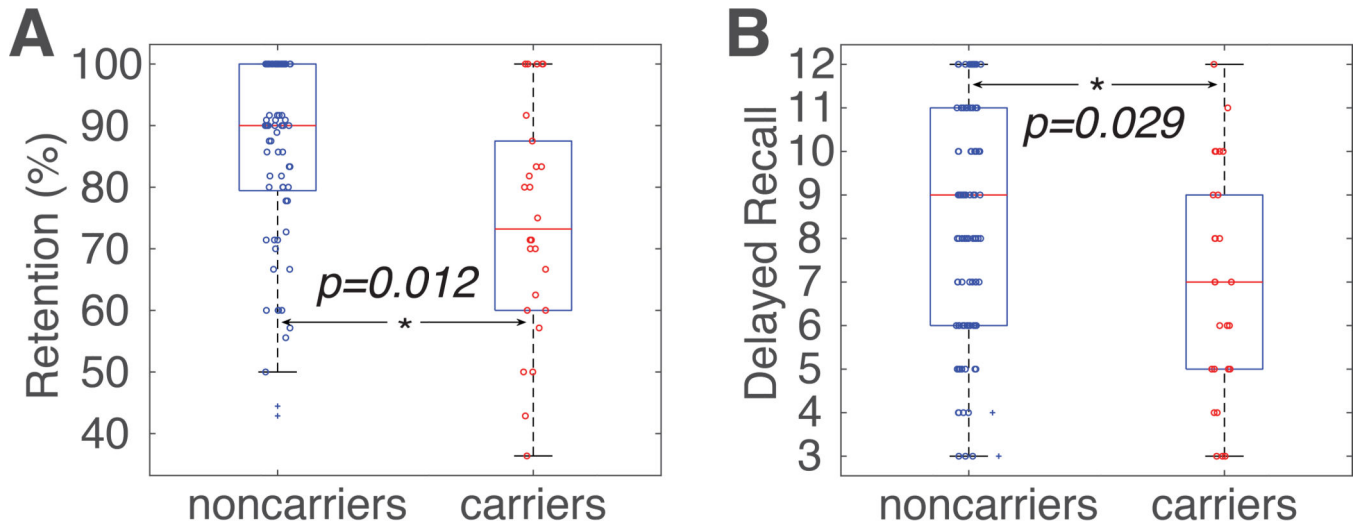 A
Retention (%)
100
90
80
70
60
50
40
p=0.012
*
noncarriers
carriers
B
Delayed Recall
12
11
10
9
8
7
6
5
4
3
*
p=0.029
noncarriers
carriers